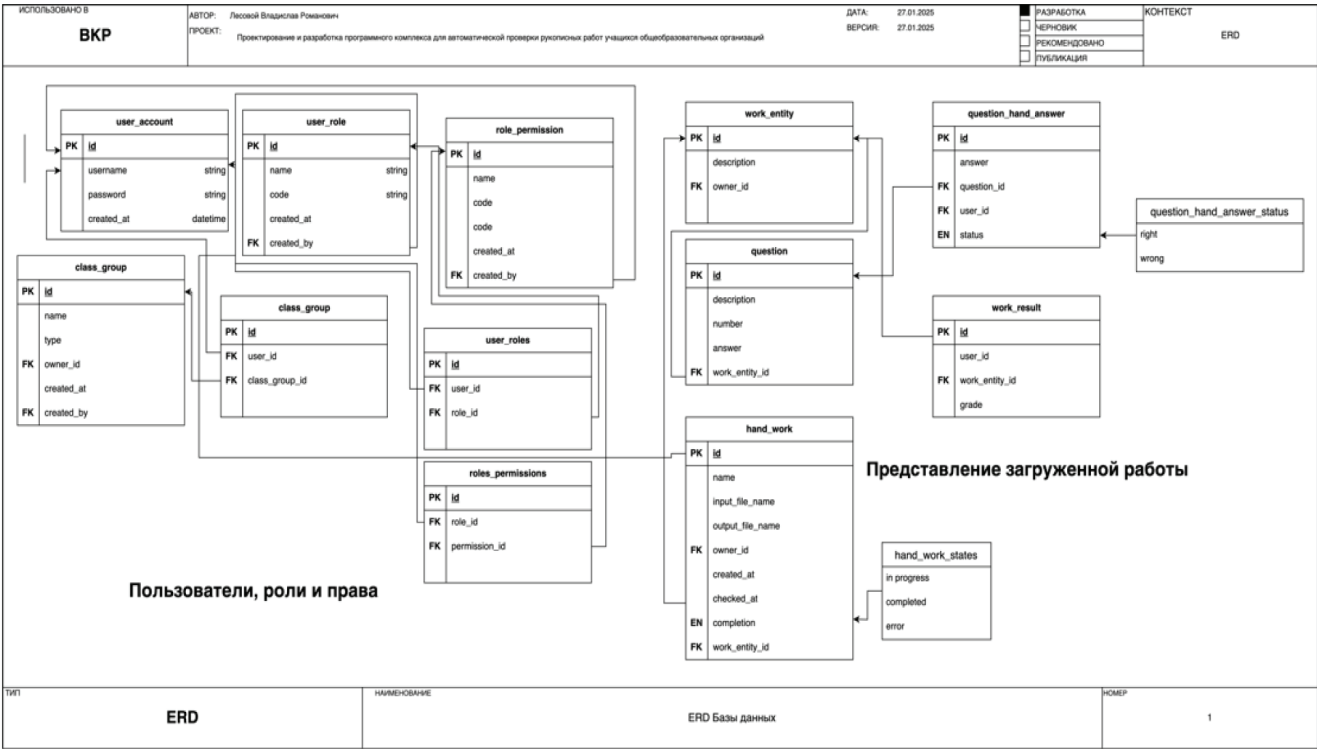 ИСПОЛЬЗОВАНО В
ВКР
АВТОР: Лесовой Владислав Романович
ПРОЕКТ: Проектирование и разработка программного комплекса для автоматической проверки рукописных работ учащихся общеобразовательных организаций
ДАТА: 27.01.2025
ВЕРСИЯ: 27.01.2025
РАЗРАБОТКА
ЧЕРНОВИК
РЕКОМЕНДОВАНО
ПУБЛИКАЦИЯ
КОНТЕКСТ
ERD
user_account
PK id
username string
password string
created_at datetime
user_role
PK id
name string
code string
created_at
FK created_by
role_permission
PK id
name
code
code
created_at
FK created_by
class_group
PK id
name
type
FK owner_id
created_at
FK created_by
class_group
PK id
FK user_id
FK class_group_id
user_roles
PK id
FK user_id
FK role_id
roles_permissions
PK id
FK role_id
FK permission_id
Пользователи, роли и права
work_entity
PK id
description
FK owner_id
question
PK id
description
number
answer
FK work_entity_id
hand_work
PK id
name
input_file_name
output_file_name
FK owner_id
created_at
checked_at
EN completion
FK work_entity_id
question_hand_answer
PK id
answer
FK question_id
FK user_id
EN status
question_hand_answer_status
right
wrong
work_result
PK id
user_id
FK work_entity_id
grade
Представление загруженной работы
hand_work_states
in progress
completed
error
ТИП
ERD
НАИМЕНОВАНИЕ
ERD Базы данных
НОМЕР
1